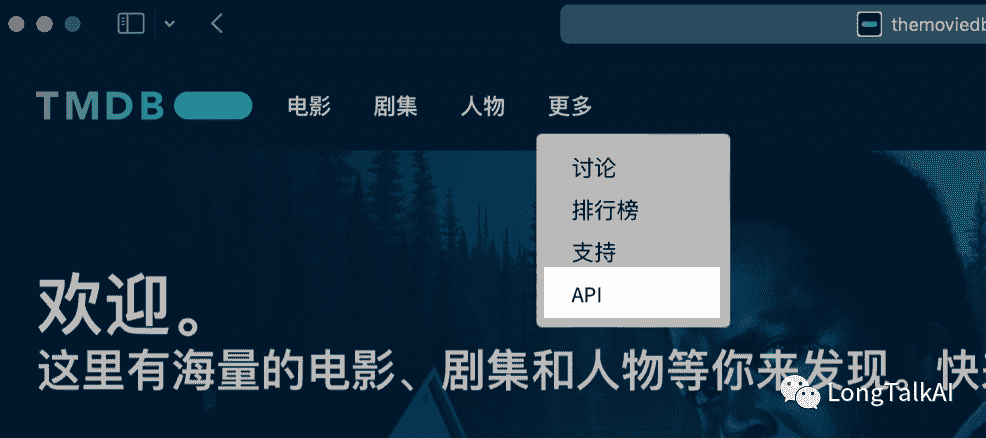 themoviedb
TMDB 电影 剧集 人物 更多
讨论
排行榜
支持
API
欢迎。
这里有海量的电影、剧集和人物等你来发现。快
LongTalkAI